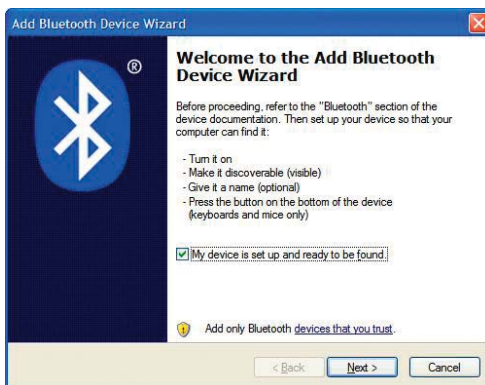 Add Bluetooth Device Wizard
®
Welcome to the Add Bluetooth
Device Wizard
Before proceeding, refer to the "Bluetooth" section of the
device documentation. Then set up your device so that your
computer can find it:
- Turn it on
- Make it discoverable (visible)
- Give it a name (optional)
- Press the button on the bottom of the device
(keyboards and mice only)
My device is set up and ready to be found.
Add only Bluetooth devices that you trust.
< Back Next > Cancel